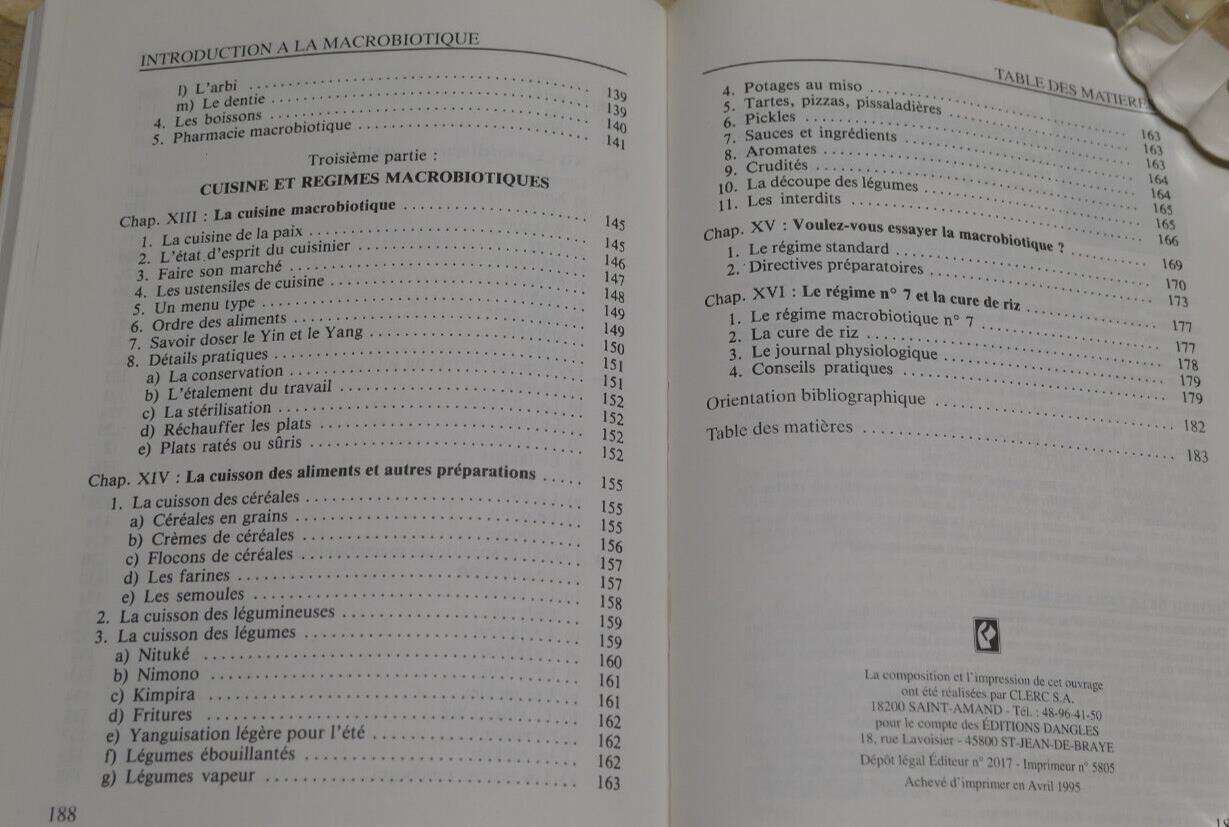 INTRODUCTION A LA MACROBIOTIQUE
l) L'arbi ........ 139
m) Le dentie ........ 139
4. Les boissons ........ 140
5. Pharmacie macrobiotique ........ 141
Troisième partie :
CUISINE ET REGIMES MACROBIOTIQUES
Chap. XIII : La cuisine macrobiotique ........ 145
1. La cuisine de la paix ........ 145
2. L'état d'esprit du cuisinier ........ 146
3. Faire son marché ........ 147
4. Les ustensiles de cuisine ........ 148
5. Un menu type ........ 149
6. Ordre des aliments ........ 149
7. Savoir doser le Yin et le Yang ........ 150
8. Détails pratiques ........ 151
a) La conservation ........ 151
b) L'étalement du travail ........ 152
c) La stérilisation ........ 152
d) Réchauffer les plats ........ 152
e) Plats ratés ou sûris ........ 152
Chap. XIV : La cuisson des aliments et autres préparations ..... 155
1. La cuisson des céréales ........ 155
a) Céréales en grains ........ 155
b) Crèmes de céréales ........ 156
c) Flocons de céréales ........ 157
d) Les farines ........ 157
e) Les semoules ........ 158
2. La cuisson des légumineuses ........ 159
3. La cuisson des légumes ........ 159
a) Nituké ........ 160
b) Nimono ........ 161
c) Kimpira ........ 161
d) Fritures ........ 162
e) Yanguisation légère pour l'été ........ 162
f) Légumes ébouillantés ........ 162
g) Légumes vapeur ........ 163
188
TABLE DES MATIERES
4. Potages au miso ........ 163
5. Tartes, pizzas, pissaladières ........ 163
6. Pickles ........ 163
7. Sauces et ingrédients ........ 164
8. Aromates ........ 164
9. Crudités ........ 165
10. La découpe des légumes ........ 165
11. Les interdits ........ 166
Chap. XV : Voulez-vous essayer la macrobiotique ? ........ 169
1. Le régime standard ........ 170
2. Directives préparatoires ........ 173
Chap. XVI : Le régime n° 7 et la cure de riz ........ 177
1. Le régime macrobiotique n° 7 ........ 177
2. La cure de riz ........ 178
3. Le journal physiologique ........ 179
4. Conseils pratiques ........ 179
Orientation bibliographique ........ 182
Table des matières ........ 183
La composition et l'impression de cet ouvrage
ont été réalisées par CLERC S.A.
18200 SAINT-AMAND - Tél. : 48-96-41-50
pour le compte des ÉDITIONS DANGLES
18, rue Lavoisier - 45800 ST-JEAN-DE-BRAYE
Dépôt légal Éditeur n° 2017 - Imprimeur n° 5805
Achevé d'imprimer en Avril 1995